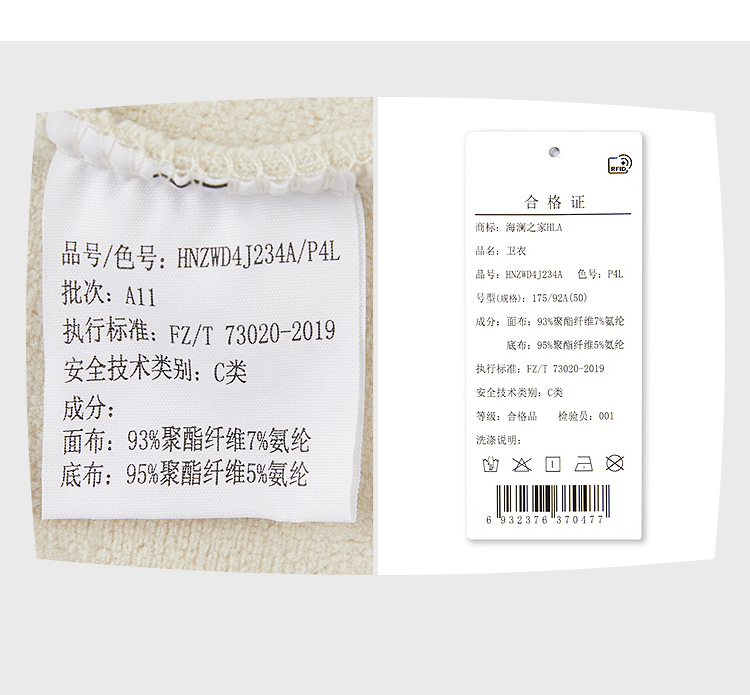 品号/色号: HNZWD4J234A/P4L
批次: A11
执行标准: FZ/T 73020-2019
安全技术类别: C类
成分:
面布: 93%聚酯纤维7%氨纶
底布: 95%聚酯纤维5%氨纶
RFID
合格证
商标: 海澜之家HLA
品名: 卫衣
品号: HNZWD4J234A 色号: P4L
号型(规格): 175/92A(50)
成分: 面布: 93%聚酯纤维7%氨纶
底布: 95%聚酯纤维5%氨纶
执行标准: FZ/T 73020-2019
安全技术类别: C类
等级: 合格品 检验员: 001
洗涤说明:
6 932376 370477